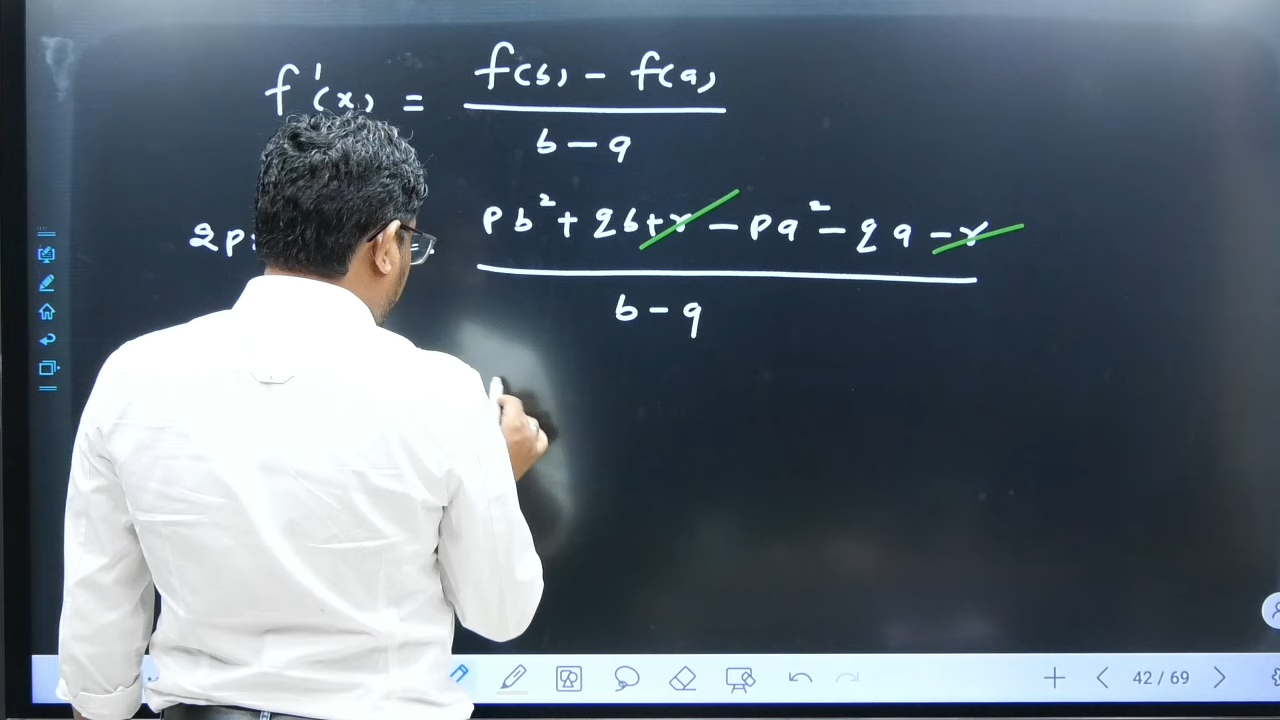 f'(x) = f(b) - f(a)
b - a
2p = pb² + qb + r - pa² - qa - r
b - a
42 / 69